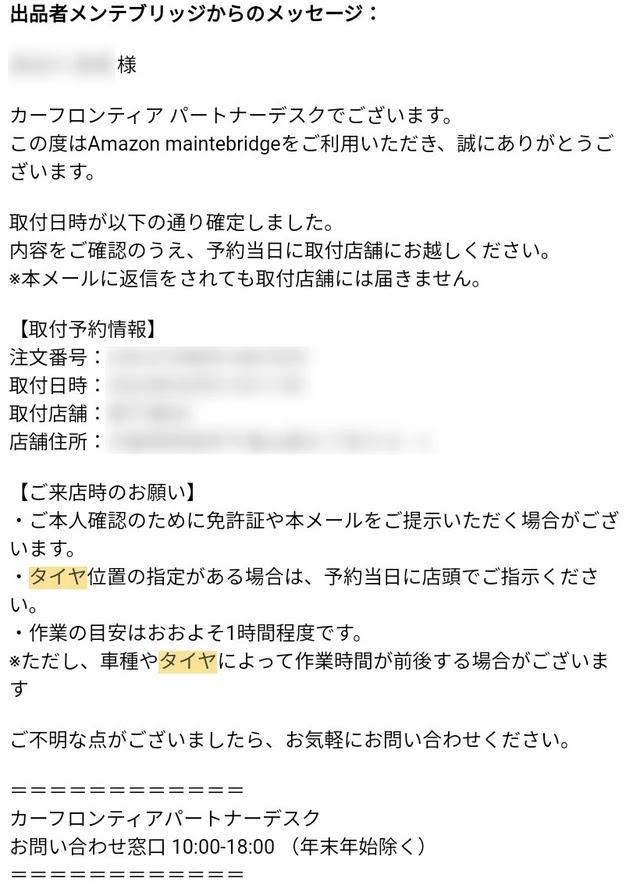 出品者メンテブリッジからのメッセージ：
様
カーフロンティア パートナーデスクでございます。
この度はAmazon maintebridgeをご利用いただき、誠にありがとうご
ざいます。
取付日時が以下の通り確定しました。
内容をご確認のうえ、予約当日に取付店舗にお越しください。
※本メールに返信をされても取付店舗には届きません。
【取付予約情報】
注文番号：
取付日時：
取付店舗：
店舗住所：
【ご来店時のお願い】
・ご本人確認のために免許証や本メールをご提示いただく場合がござ
います。
・タイヤ位置の指定がある場合は、予約当日に店頭でご指示くださ
い。
・作業の目安はおおよそ1時間程度です。
※ただし、車種やタイヤによって作業時間が前後する場合がございま
す
ご不明な点がございましたら、お気軽にお問い合わせください。
＝＝＝＝＝＝＝＝＝＝＝＝
カーフロンティアパートナーデスク
お問い合わせ窓口 10:00-18:00 （年末年始除く）
＝＝＝＝＝＝＝＝＝＝＝＝